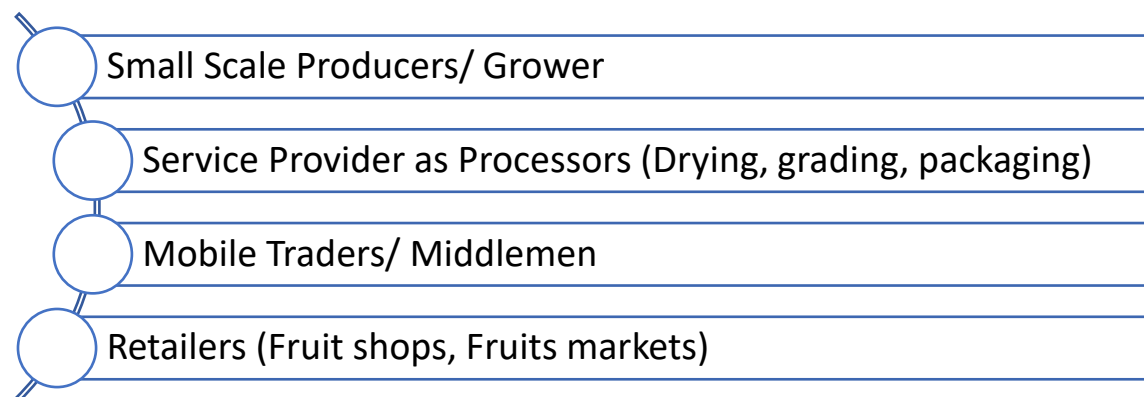 Small Scale Producers/ Grower
Service Provider as Processors (Drying, grading, packaging)
Mobile Traders/ Middlemen
Retailers (Fruit shops, Fruits markets)